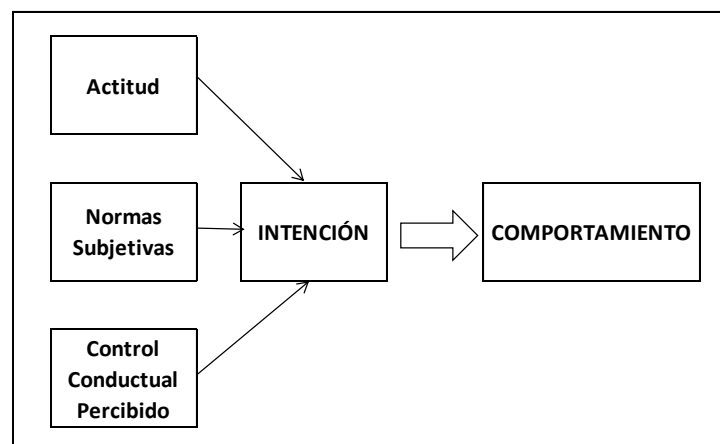 Actitud
Normas
Subjetivas
INTENCIÓN
COMPORTAMIENTO
Control
Conductual
Percibido